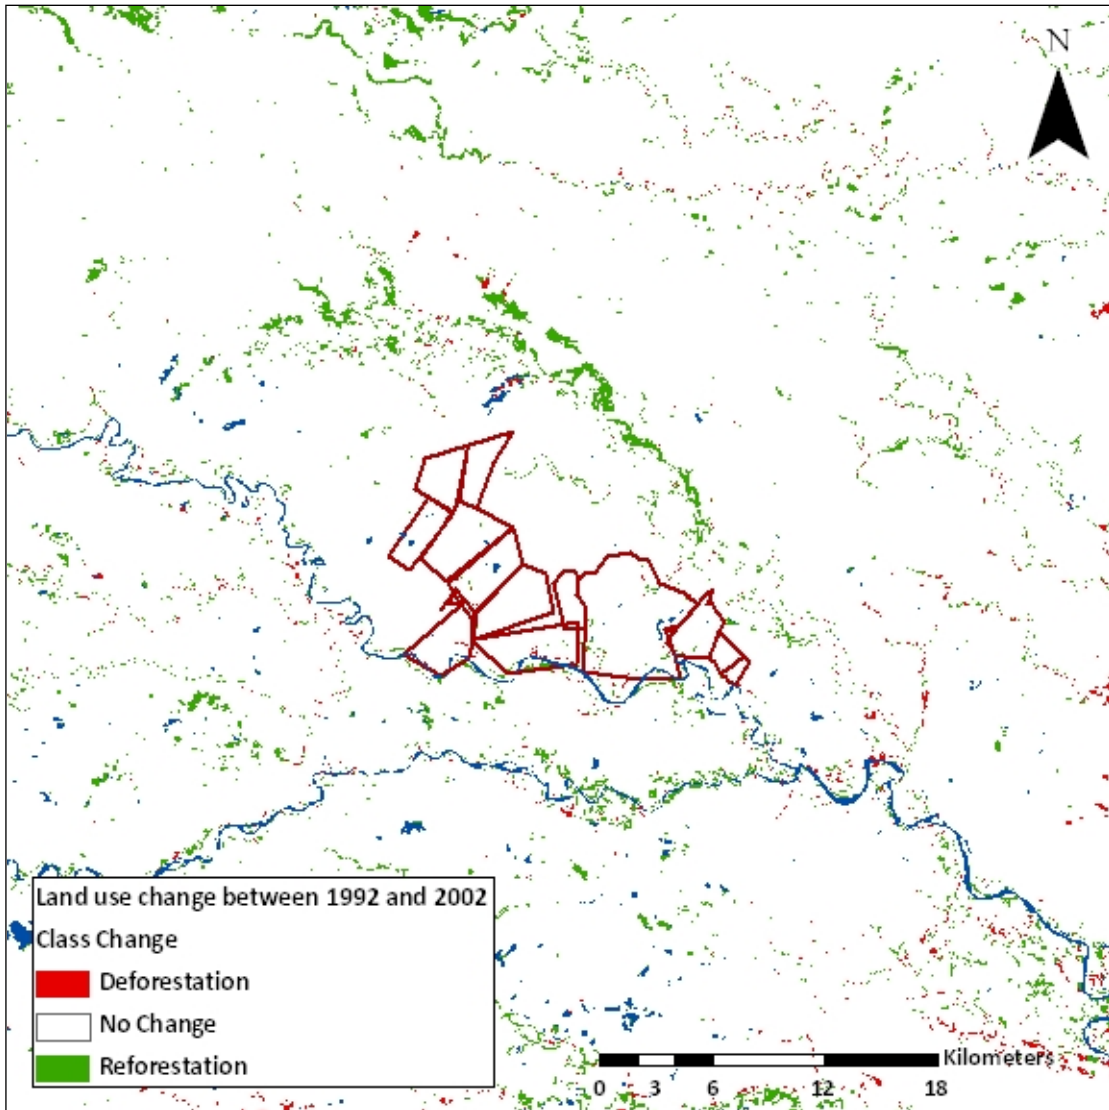 N
Land use change between 1992 and 2002
Class Change
Deforestation
No Change
Reforestation
Kilometers
0 3 6 12 18